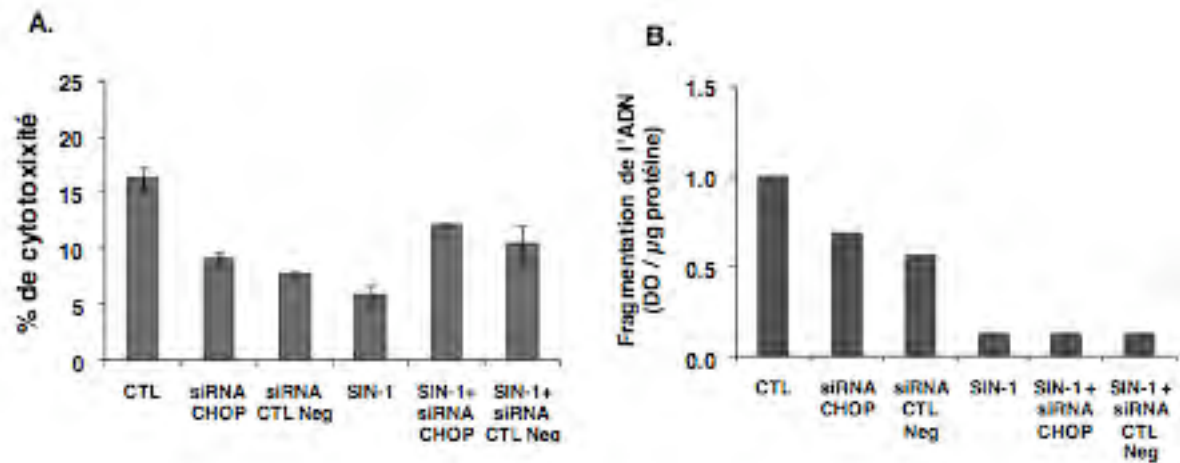 A.
% de cytotoxixité
25
20
15
10
5
0
CTL
siRNA
CHOP
siRNA
CTL Neg
SIN-1
SIN-1+
siRNA
CHOP
SIN-1+
siRNA
CTL Neg
B.
Fragmentation de l'ADN
(DO / µg protéine)
1.5
1.0
0.5
0.0
CTL
siRNA
CHOP
siRNA
CTL
Neg
SIN-1
SIN-1+
siRNA
CHOP
SIN-1+
siRNA
CTL
Neg